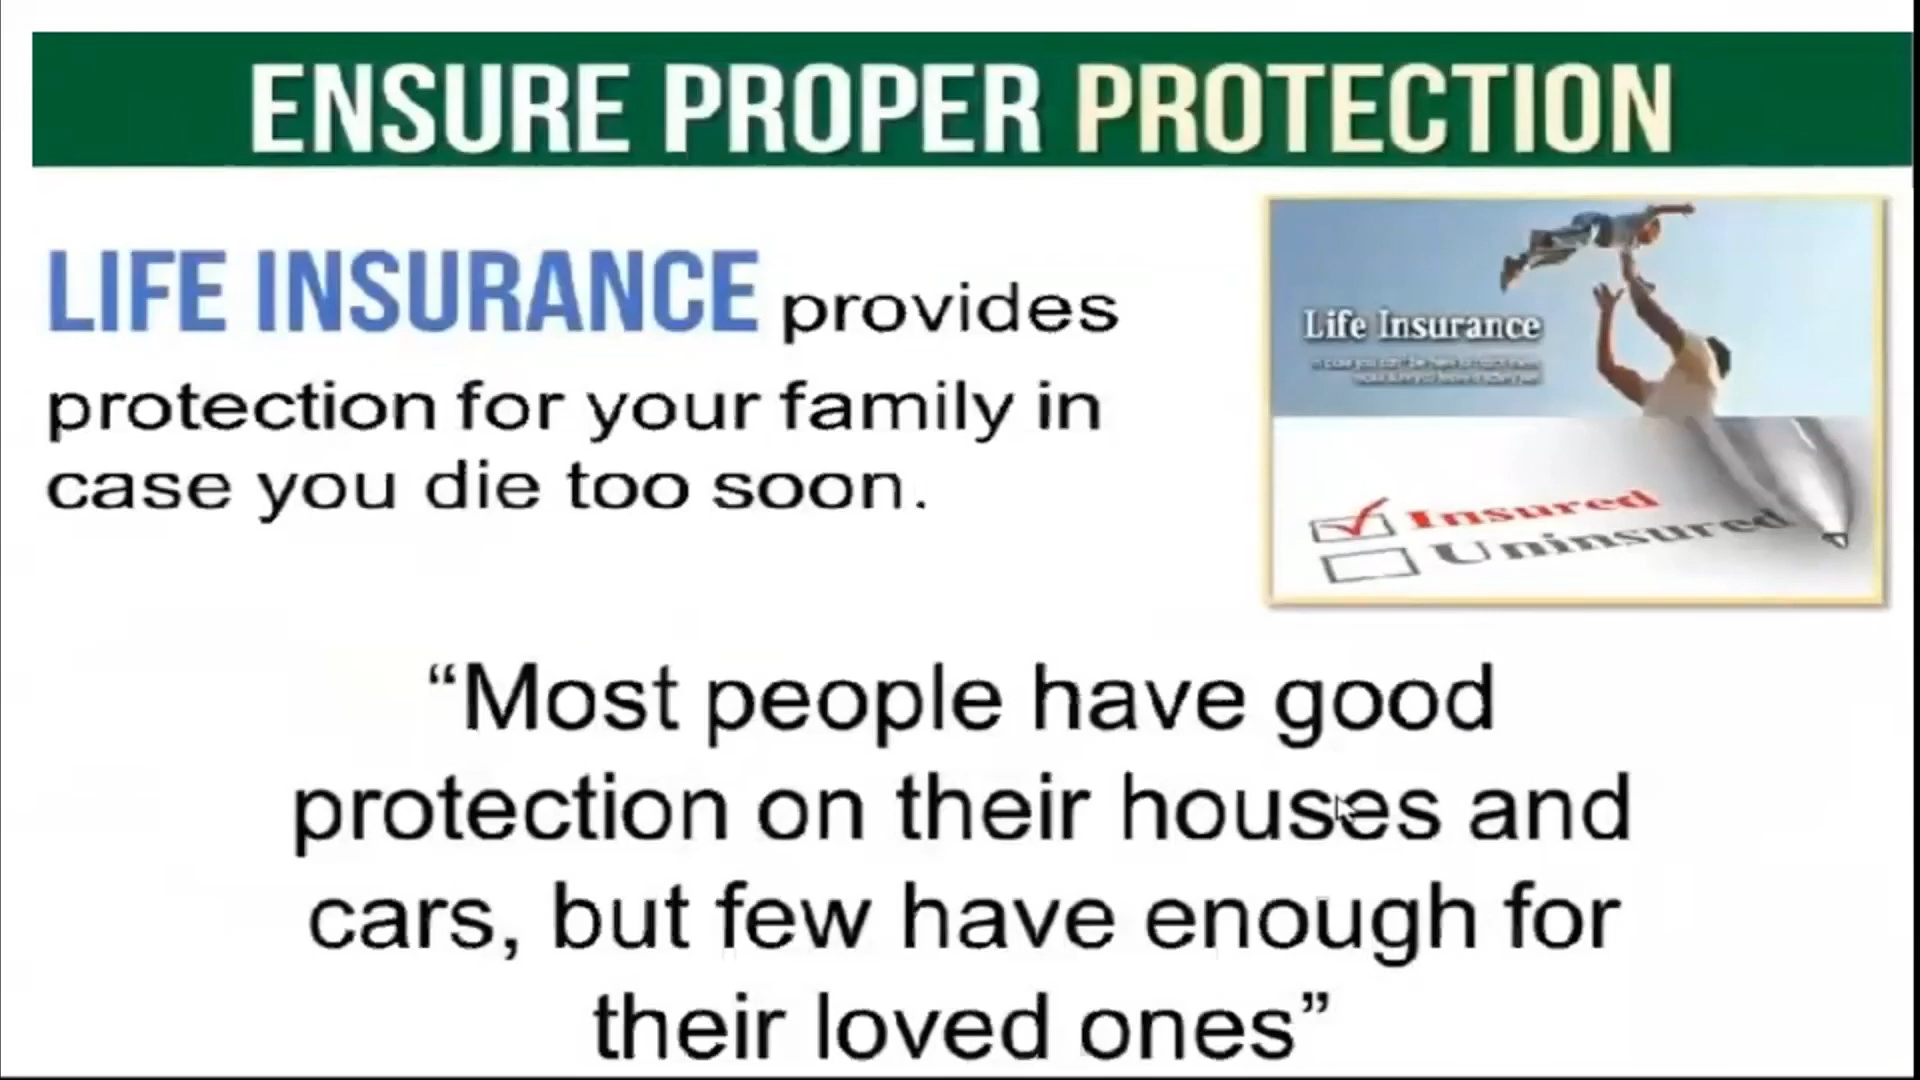 ENSURE PROPER PROTECTION
LIFE INSURANCE provides
protection for your family in
case you die too soon.
Life Insurance
Insured
Uninsured
“Most people have good
protection on their houses and
cars, but few have enough for
their loved ones”